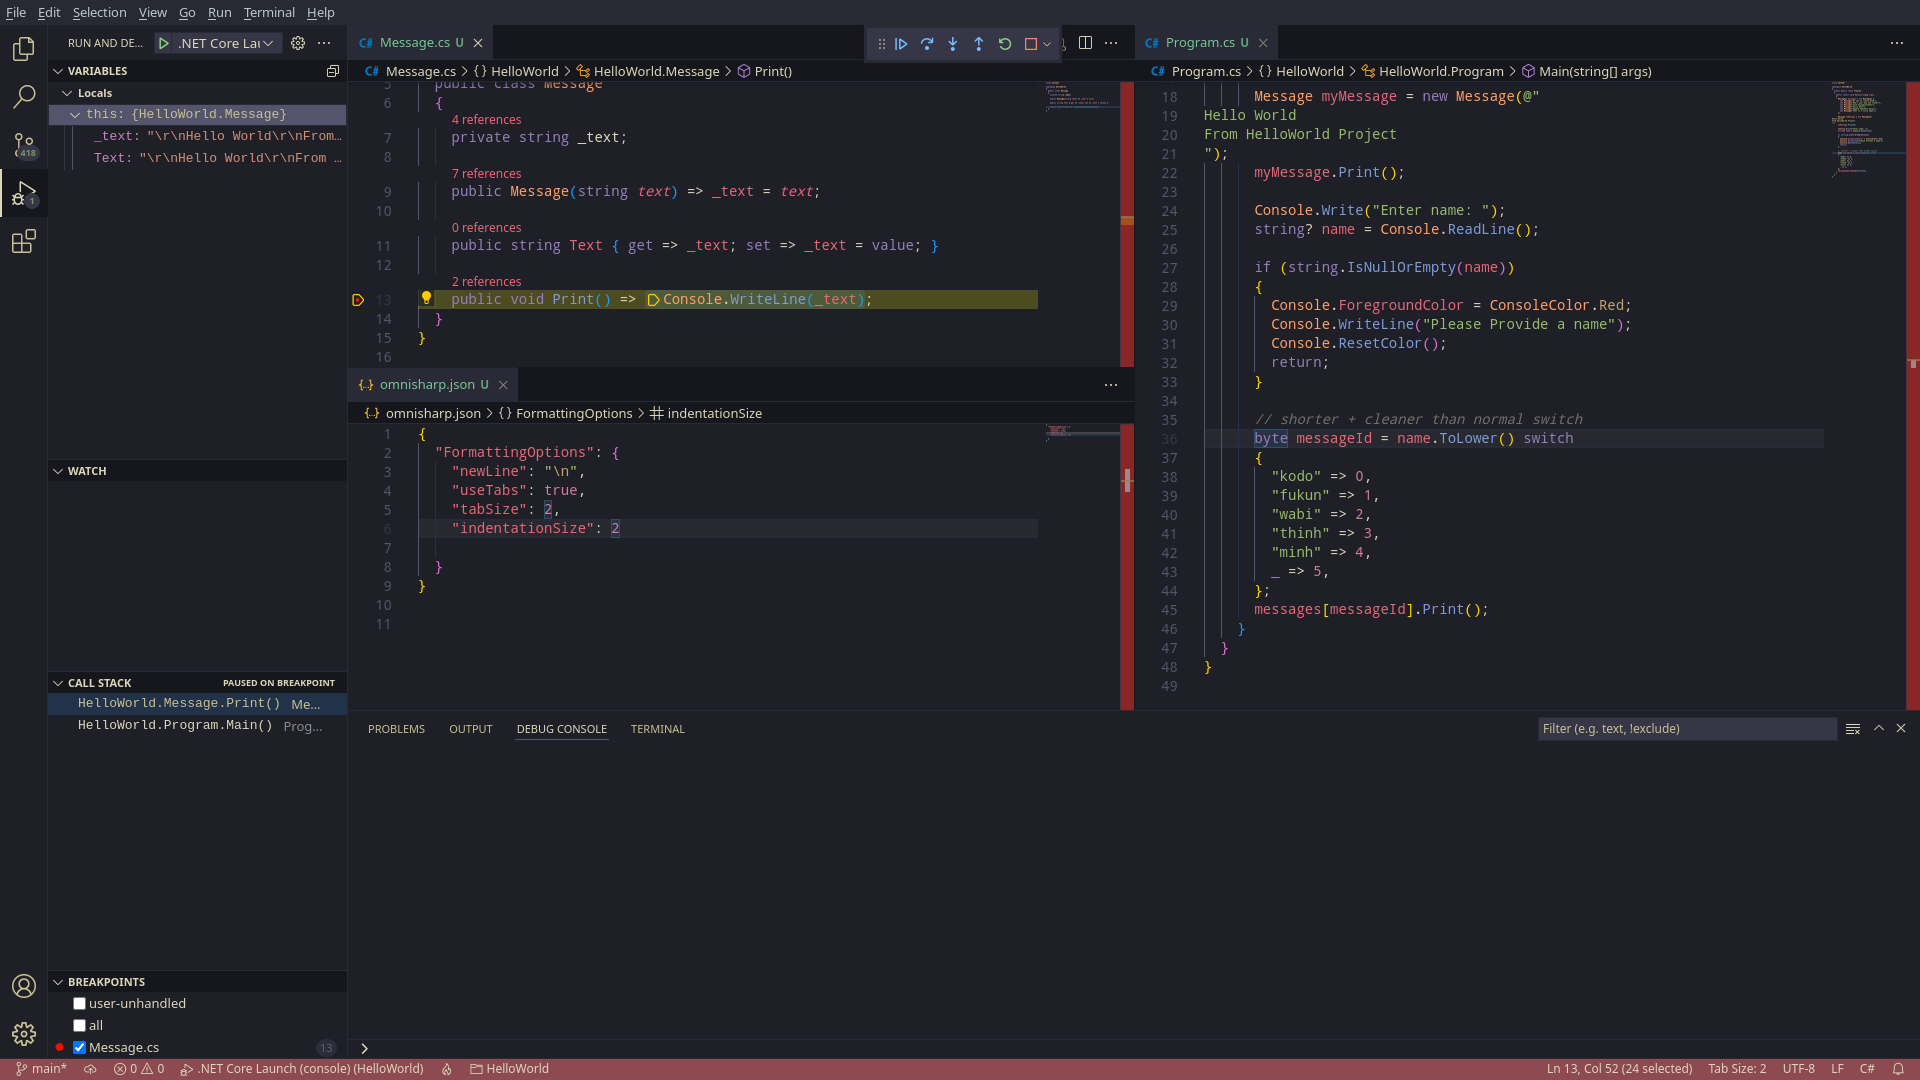 File Edit Selection View Go Run Terminal Help
RUN AND DE... .NET Core Lau
VARIABLES
Locals
this: {HelloWorld.Message}
_text: "\r\nHello World\r\nFrom…
Text: "\r\nHello World\r\nFrom …
418
1
WATCH
CALL STACK PAUSED ON BREAKPOINT
HelloWorld.Message.Print() Me...
HelloWorld.Program.Main() Prog...
BREAKPOINTS
user-unhandled
all
Message.cs 13
C# Message.cs U
C# Message.cs > {} HelloWorld > HelloWorld.Message > Print()
5 public class Message
6 {
4 references
7 private string _text;
8
7 references
9 public Message(string text) => _text = text;
10
0 references
11 public string Text { get => _text; set => _text = value; }
12
2 references
13 public void Print() => Console.WriteLine(_text);
14 }
15 }
16
{..} omnisharp.json U
{..} omnisharp.json > {} FormattingOptions > indentationSize
1 {
2 "FormattingOptions": {
3 "newLine": "\n",
4 "useTabs": true,
5 "tabSize": 2,
6 "indentationSize": 2
7
8 }
9 }
10
11
C# Program.cs U
C# Program.cs > {} HelloWorld > HelloWorld.Program > Main(string[] args)
18 Message myMessage = new Message(@"
19 Hello World
20 From HelloWorld Project
21 ");
22 myMessage.Print();
23
24 Console.Write("Enter name: ");
25 string? name = Console.ReadLine();
26
27 if (string.IsNullOrEmpty(name))
28 {
29 Console.ForegroundColor = ConsoleColor.Red;
30 Console.WriteLine("Please Provide a name");
31 Console.ResetColor();
32 return;
33 }
34
35 // shorter + cleaner than normal switch
36 byte messageId = name.ToLower() switch
37 {
38 "kodo" => 0,
39 "fukun" => 1,
40 "wabi" => 2,
41 "thinh" => 3,
42 "minh" => 4,
43 _ => 5,
44 };
45 messages[messageId].Print();
46 }
47 }
48 }
49
PROBLEMS OUTPUT DEBUG CONSOLE TERMINAL Filter (e.g. text, !exclude)
main* 0 0 .NET Core Launch (console) (HelloWorld) HelloWorld Ln 13, Col 52 (24 selected) Tab Size: 2 UTF-8 LF C#